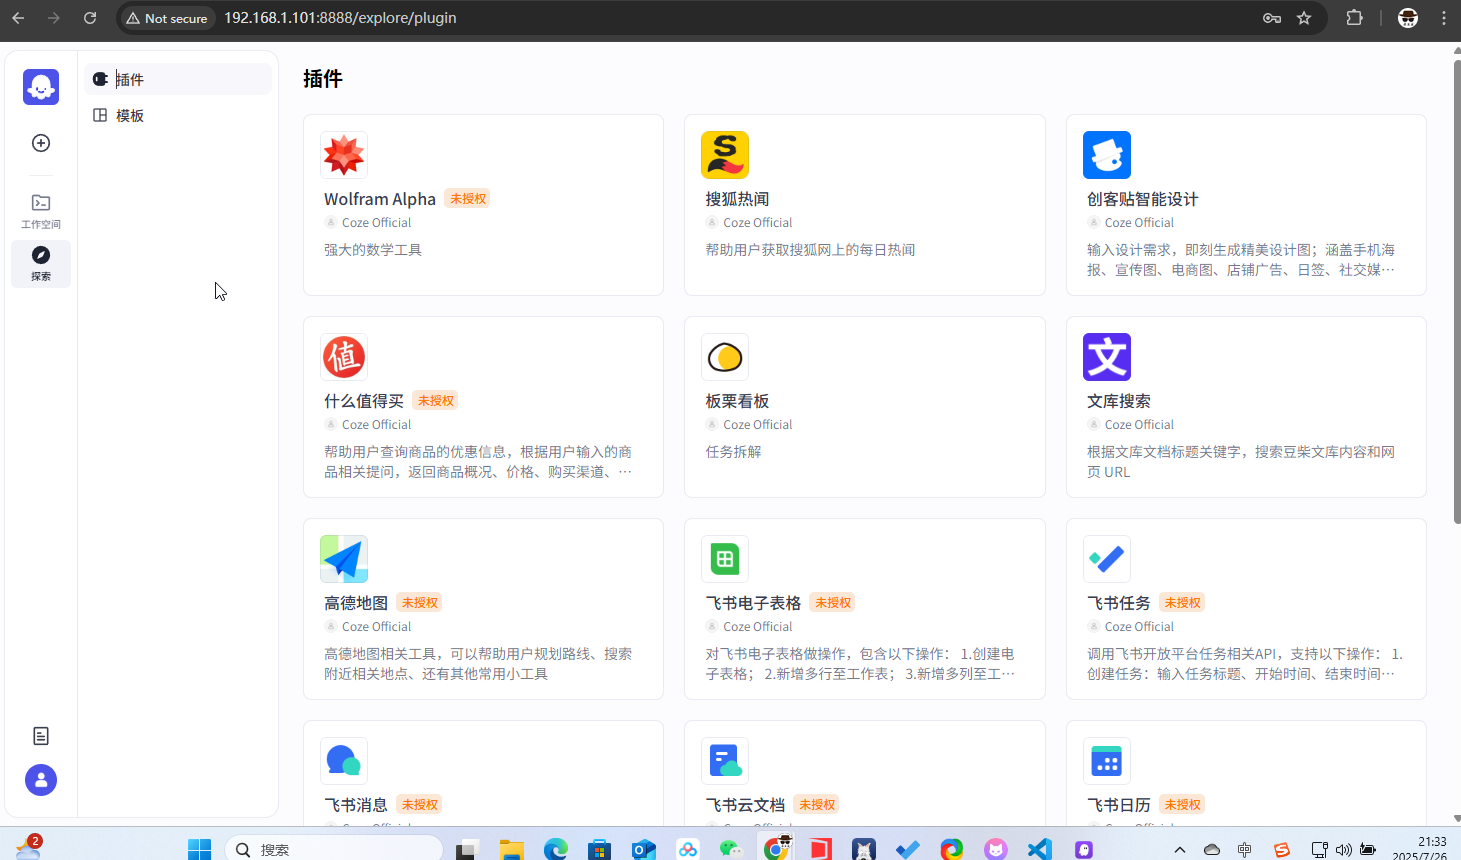 Not secure
192.168.1.101:8888/explore/plugin
插件
模板
工作空间
探索
插件
Wolfram Alpha 未授权
Coze Official
强大的数学工具
S
搜狐热闻
Coze Official
帮助用户获取搜狐网上的每日热闻
创客贴智能设计
Coze Official
输入设计需求，即刻生成精美设计图；涵盖手机海
报、宣传图、电商图、店铺广告、日签、社交媒…
值
什么值得买 未授权
Coze Official
帮助用户查询商品的优惠信息，根据用户输入的商
品相关提问，返回商品概况、价格、购买渠道、…
板栗看板
Coze Official
任务拆解
文
文库搜索
Coze Official
根据文库文档标题关键字，搜索豆柴文库内容和网
页 URL
高德地图 未授权
Coze Official
高德地图相关工具，可以帮助用户规划路线、搜索
附近相关地点、还有其他常用小工具
飞书电子表格 未授权
Coze Official
对飞书电子表格做操作，包含以下操作： 1.创建电
子表格； 2.新增多行至工作表； 3.新增多列至工…
飞书任务 未授权
Coze Official
调用飞书开放平台任务相关API，支持以下操作： 1.
创建任务：输入任务标题、开始时间、结束时间…
飞书消息 未授权
飞书云文档 未授权
飞书日历 未授权
2
搜索
中
21:33
2025/7/26